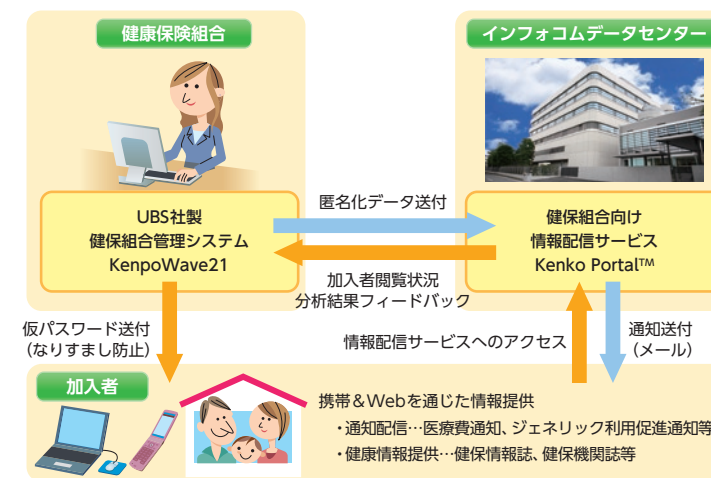 健康保険組合
インフォコムデータセンター
UBS社製
健保組合管理システム
KenpoWave21
匿名化データ送付
加入者閲覧状況
分析結果フィードバック
健保組合向け
情報配信サービス
Kenko Portal™
仮パスワード送付
(なりすまし防止)
情報配信サービスへのアクセス
通知送付
(メール)
加入者
携帯&Webを通じた情報提供
・通知配信…医療費通知、ジェネリック利用促進通知等
・健康情報提供…健保情報誌、健保機関誌等